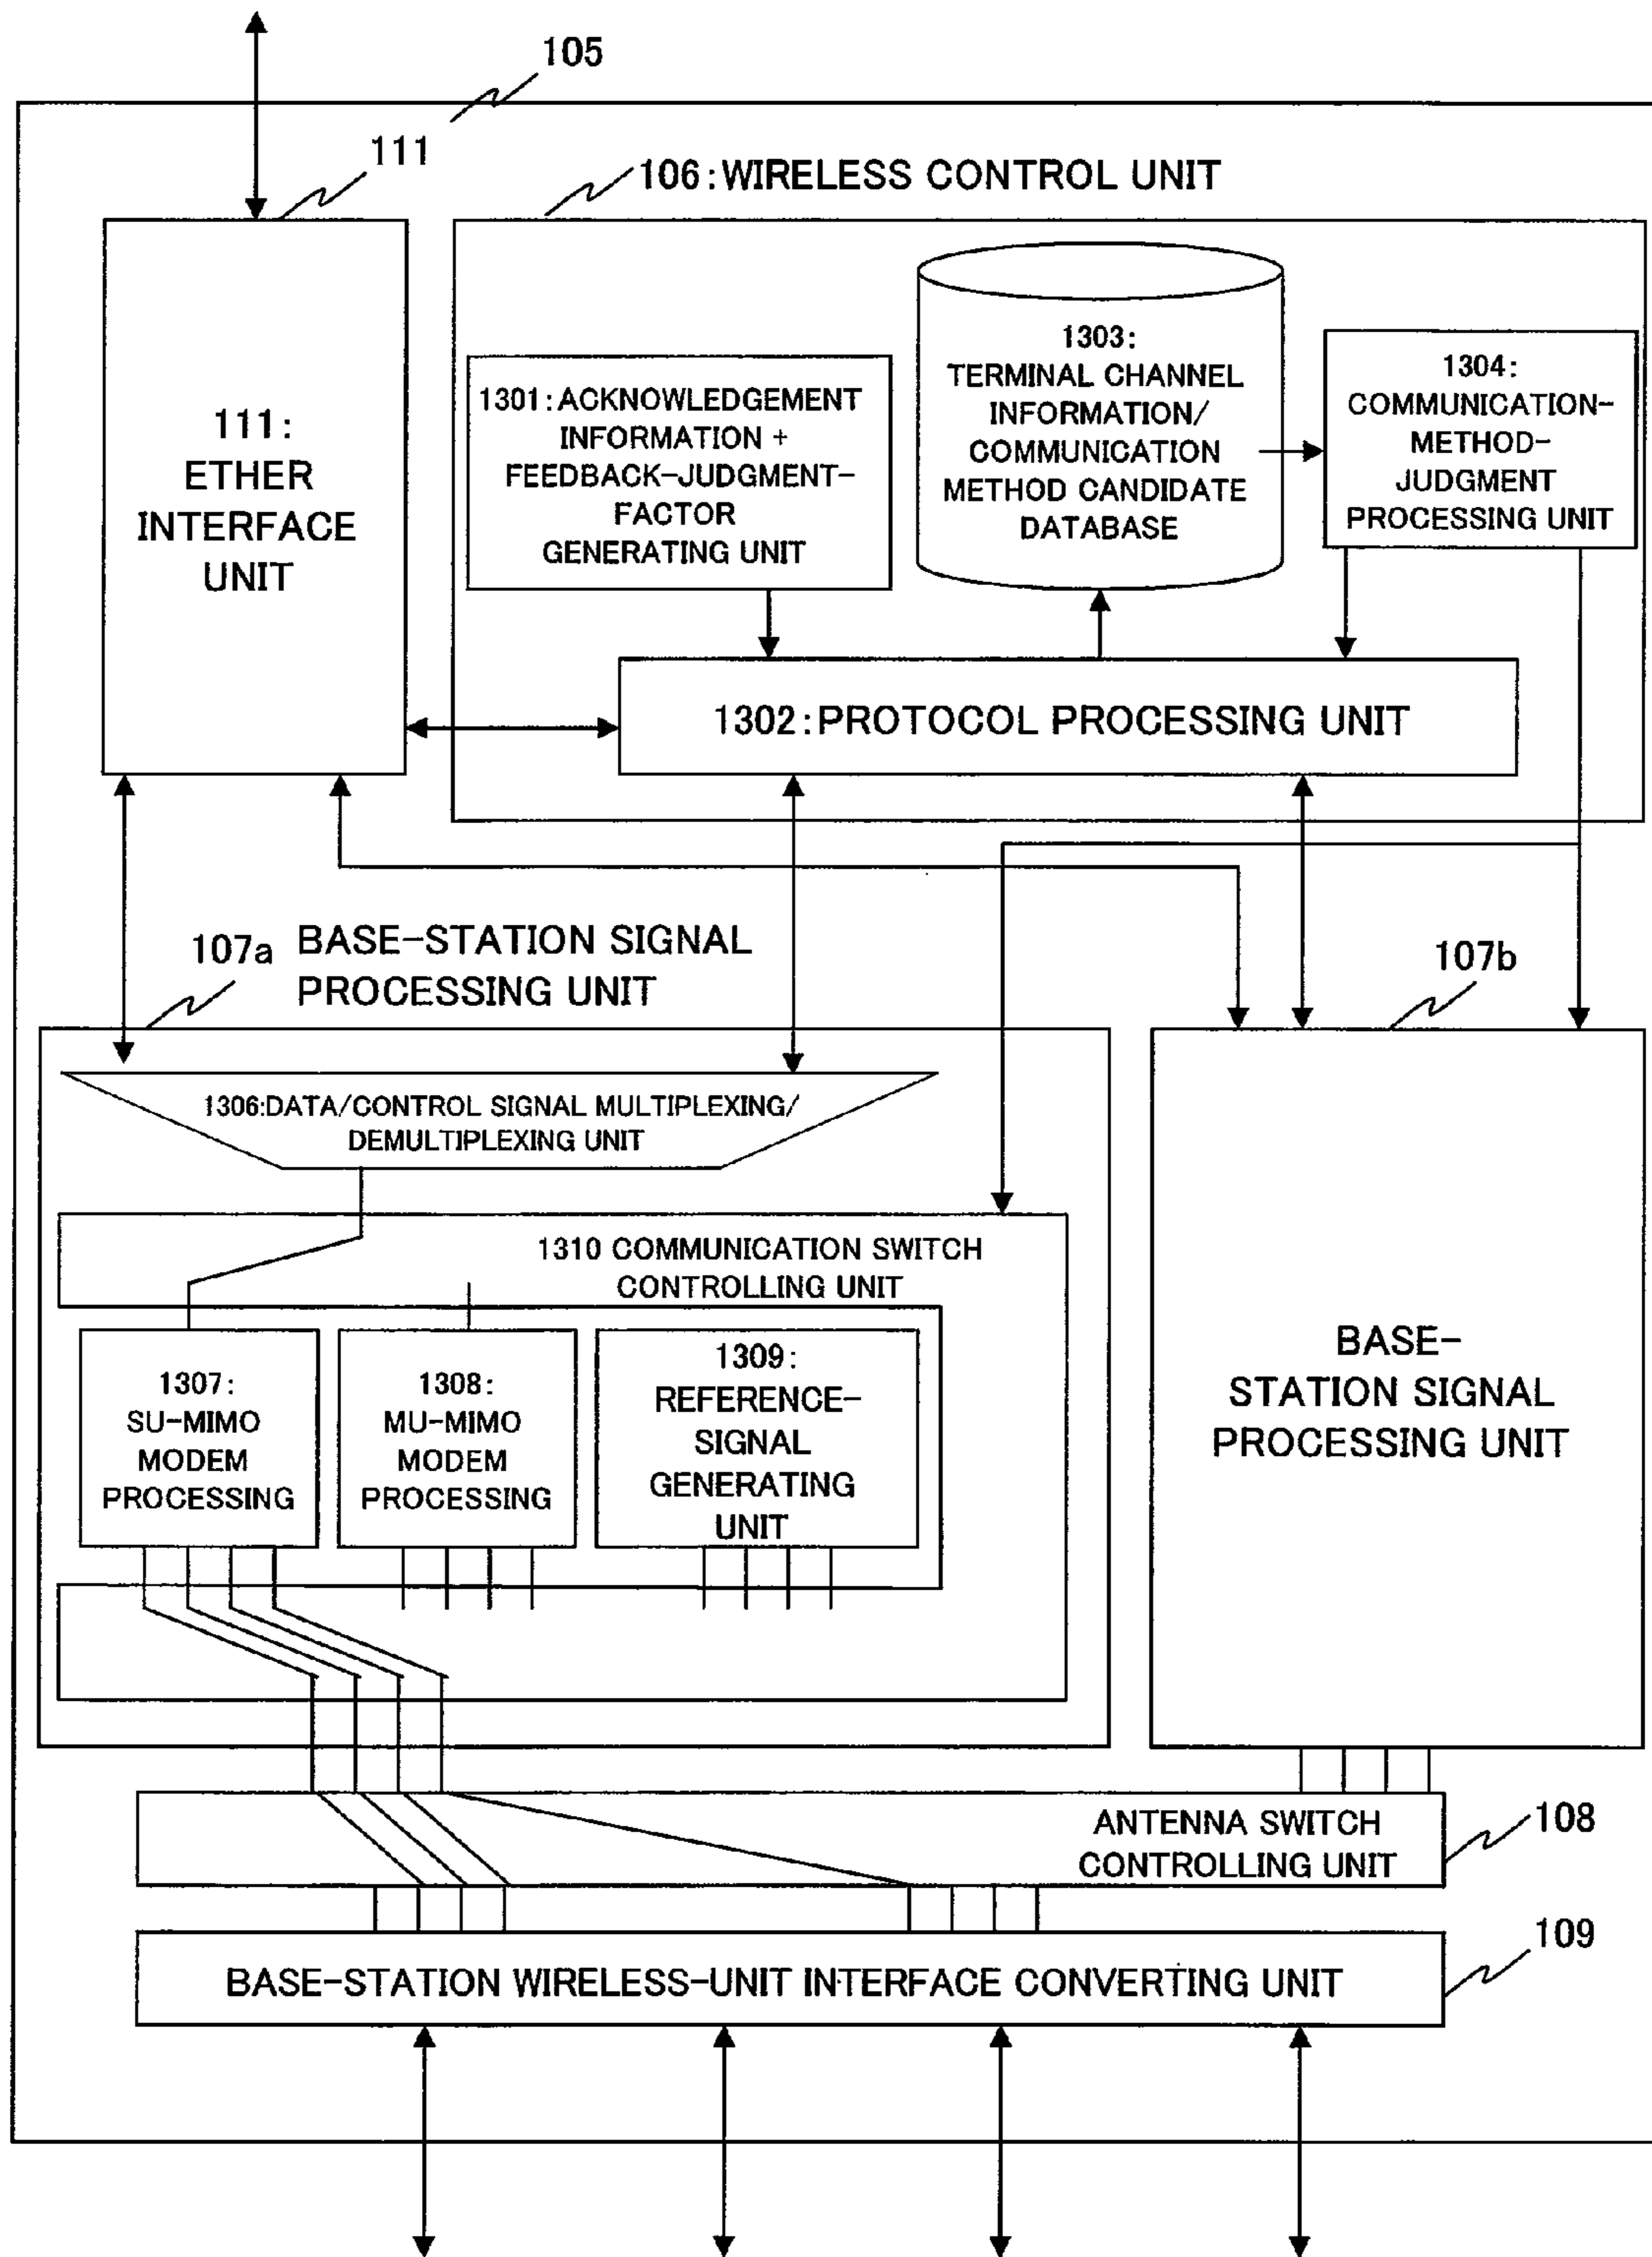 105
111
106:WIRELESS CONTROL UNIT
111:
ETHER
INTERFACE
UNIT
1301:ACKNOWLEDGEMENT
INFORMATION +
FEEDBACK-JUDGMENT-
FACTOR
GENERATING UNIT
1303:
TERMINAL CHANNEL
INFORMATION/
COMMUNICATION
METHOD CANDIDATE
DATABASE
1304:
COMMUNICATION-
METHOD-
JUDGMENT
PROCESSING UNIT
1302:PROTOCOL PROCESSING UNIT
107a
BASE-STATION SIGNAL
PROCESSING UNIT
107b
1306:DATA/CONTROL SIGNAL MULTIPLEXING/
DEMULTIPLEXING UNIT
1310 COMMUNICATION SWITCH
CONTROLLING UNIT
1307:
SU-MIMO
MODEM
PROCESSING
1308:
MU-MIMO
MODEM
PROCESSING
1309:
REFERENCE-
SIGNAL
GENERATING
UNIT
BASE-
STATION SIGNAL
PROCESSING UNIT
ANTENNA SWITCH
CONTROLLING UNIT
108
BASE-STATION WIRELESS-UNIT INTERFACE CONVERTING UNIT
109